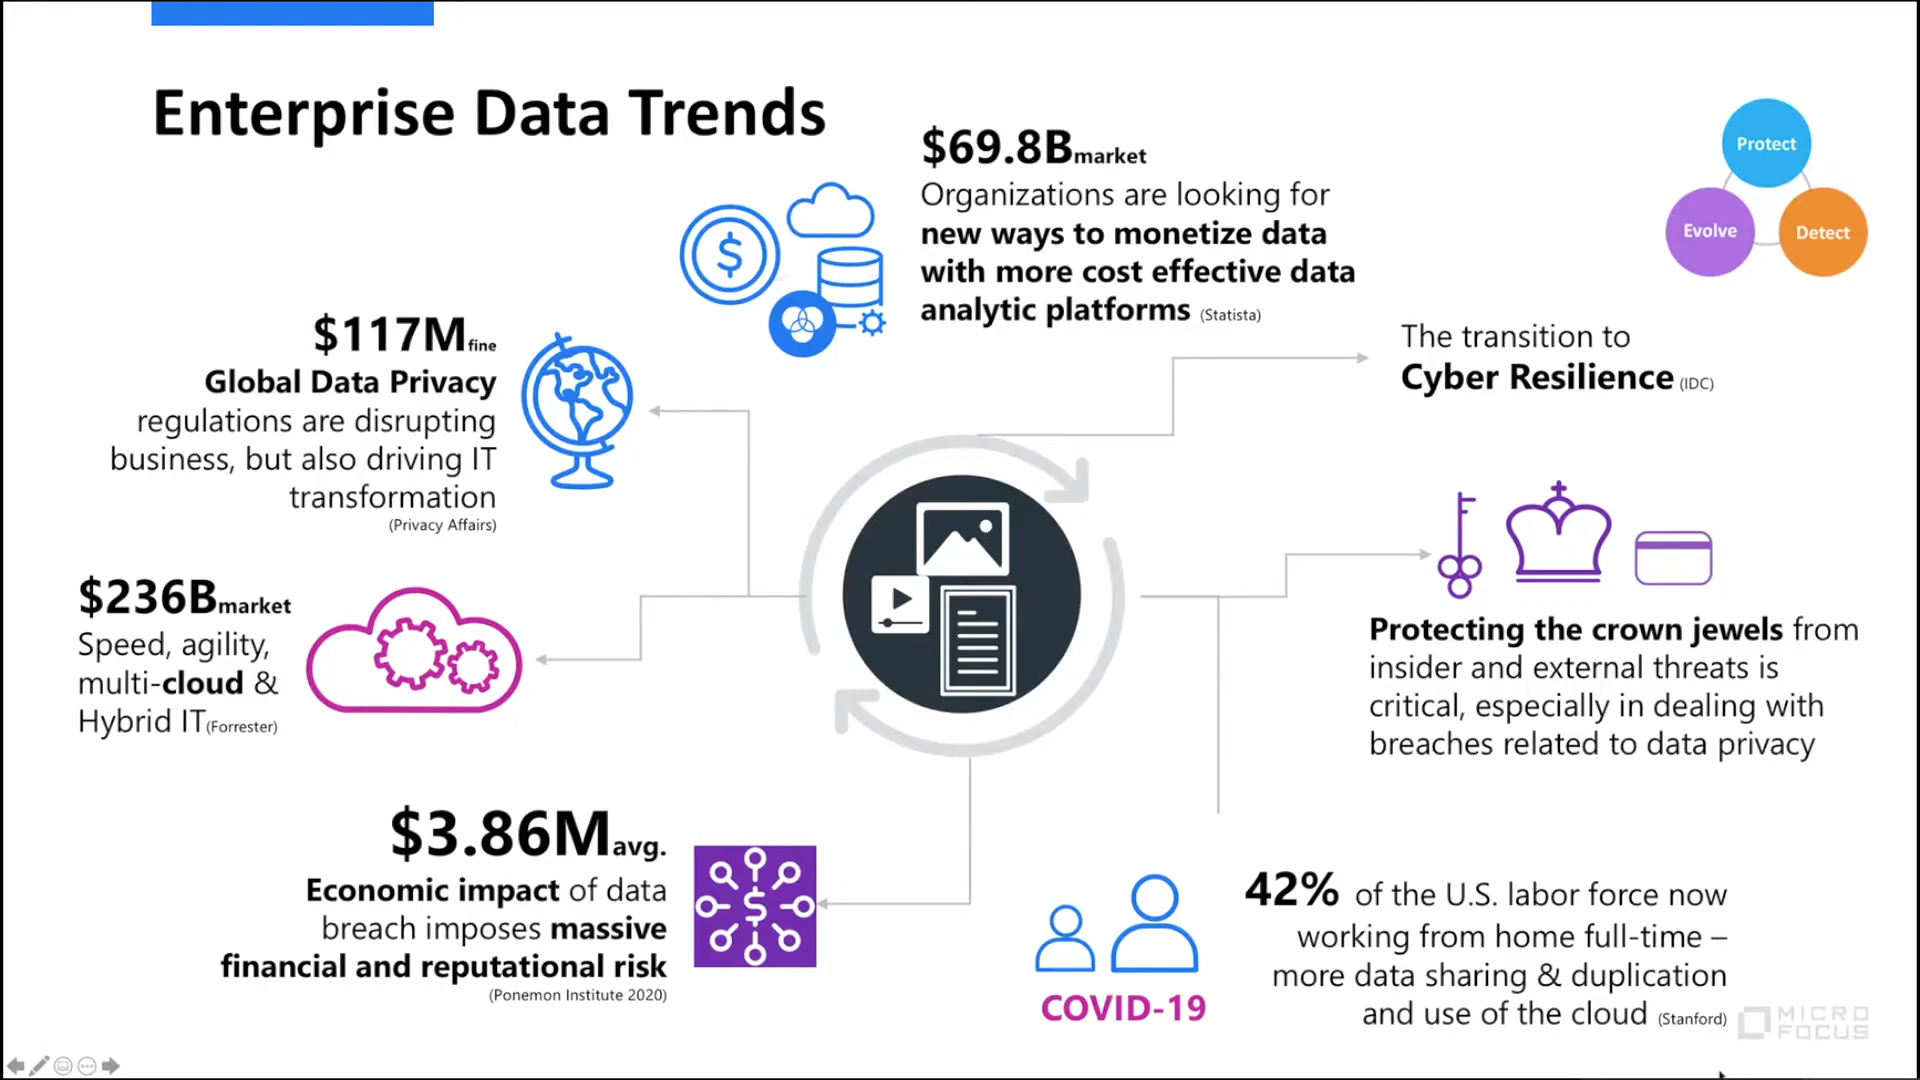 Enterprise Data Trends
$69.8Bmarket
Organizations are looking for
new ways to monetize data
with more cost effective data
analytic platforms (Statista)
Protect
Evolve
Detect
$117Mfine
Global Data Privacy
regulations are disrupting
business, but also driving IT
transformation
(Privacy Affairs)
The transition to
Cyber Resilience (IDC)
$236Bmarket
Speed, agility,
multi-cloud &
Hybrid IT(Forrester)
Protecting the crown jewels from
insider and external threats is
critical, especially in dealing with
breaches related to data privacy
$3.86Mavg.
Economic impact of data
breach imposes massive
financial and reputational risk
(Ponemon Institute 2020)
COVID-19
42% of the U.S. labor force now
working from home full-time –
more data sharing & duplication
and use of the cloud (Stanford)
MICRO
FOCUS